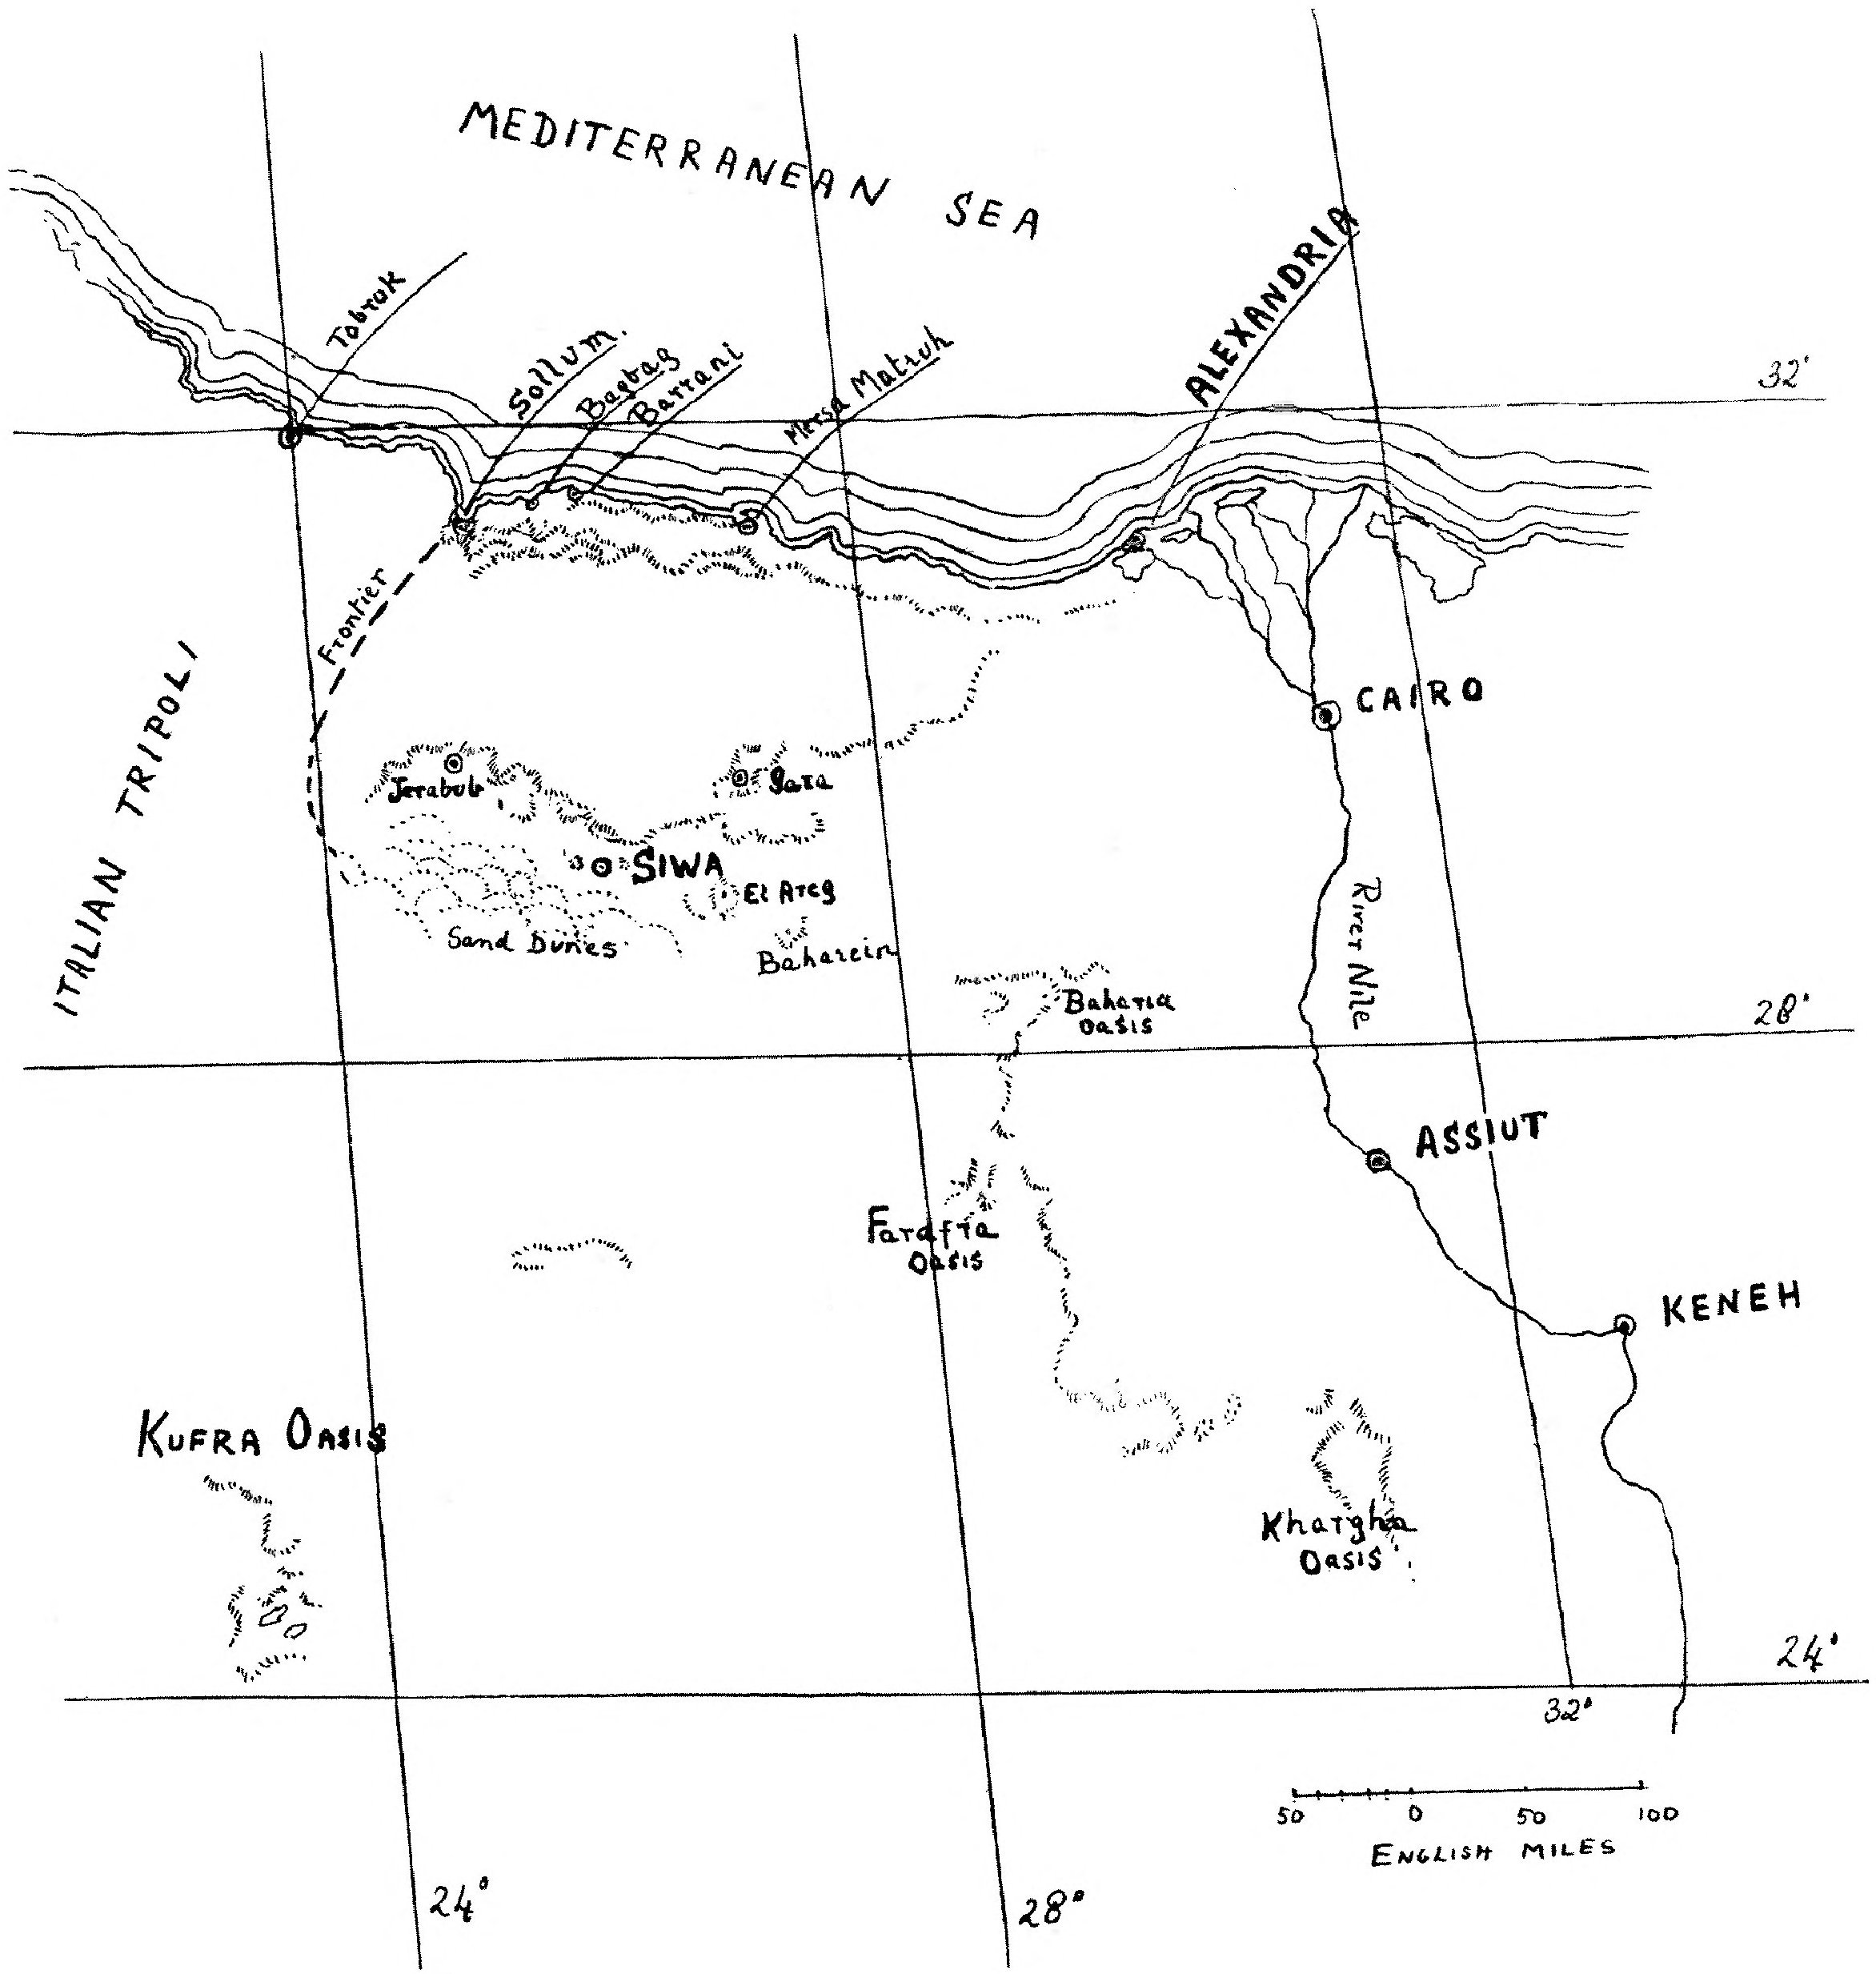 MEDITERRANEAN SEA
ALEXANDRIA
Tobruk
Sollum.
Bagbag
Barrani
Mersa Matruh
32°
Frontier
ITALIAN TRIPOLI
CAIRO
Jerabub
Gara
SIWA
El Areg
Sand Dunes
Baharein
River Nile
Baharia
Oasis
28°
ASSIUT
Farafra
Oasis
KENEH
KUFRA OASIS
Khargha
Oasis
24°
32°
50 0 50 100
ENGLISH MILES
24°
28°